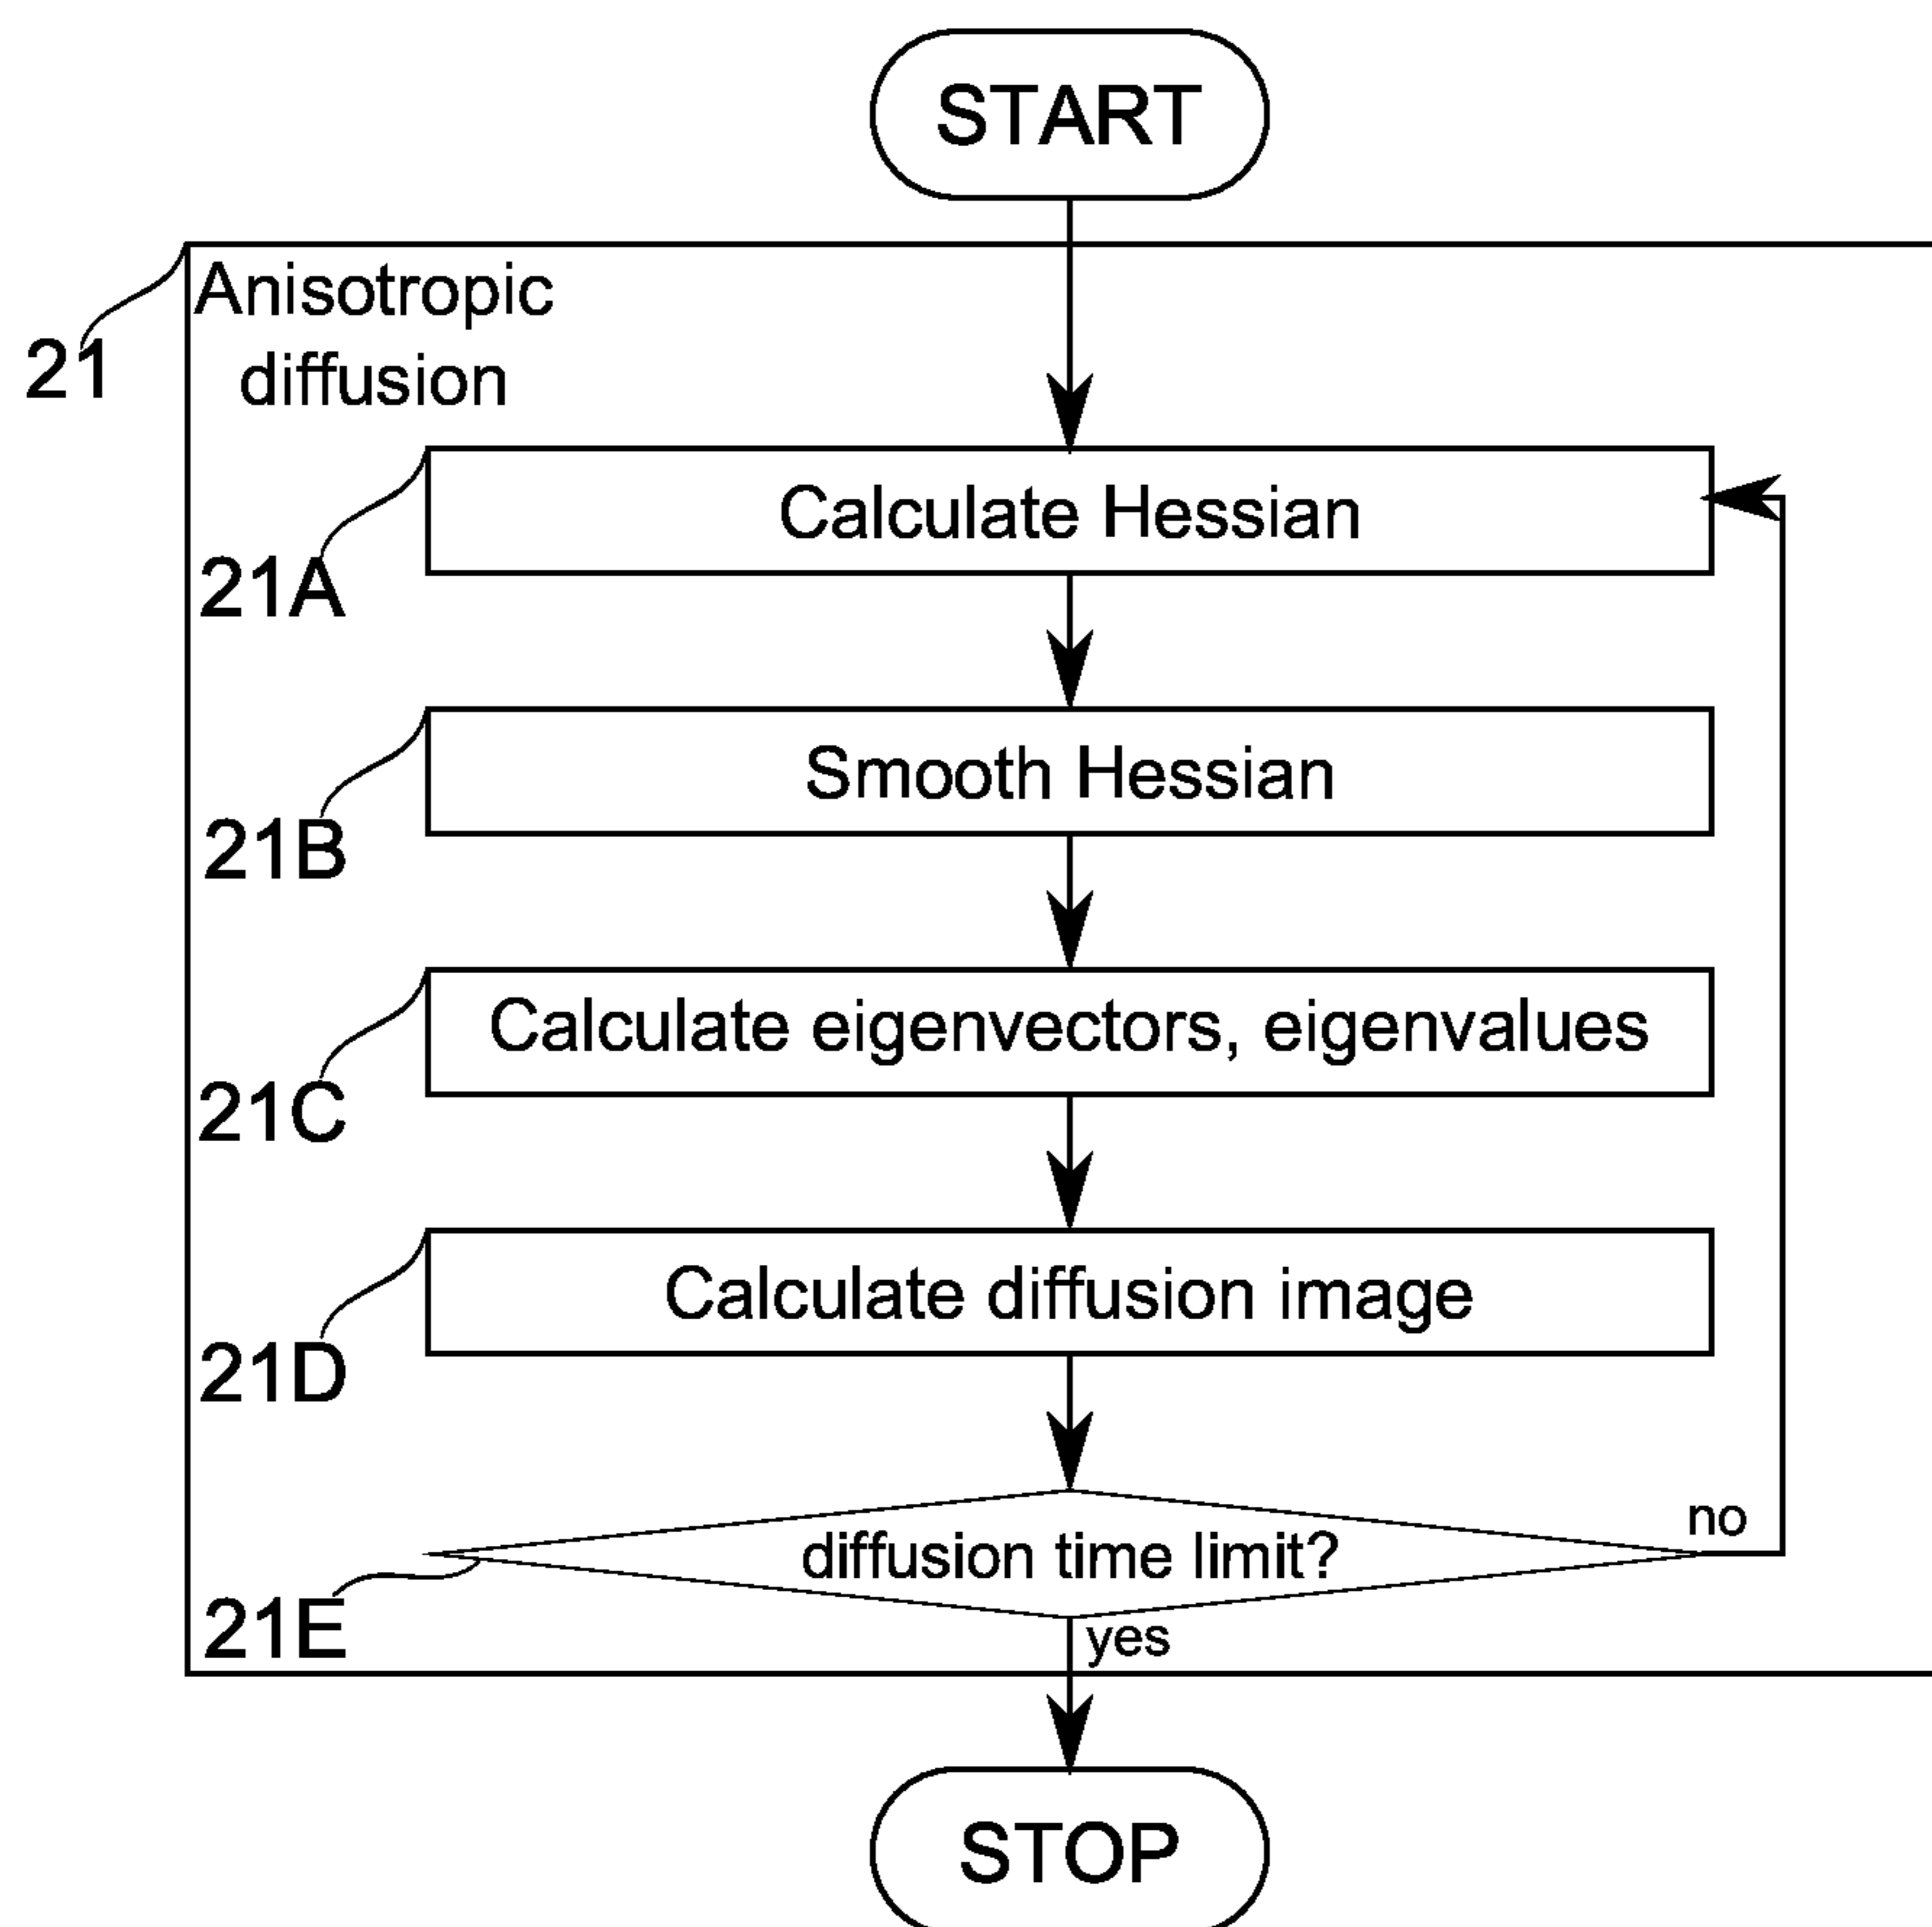 START
Anisotropic
diffusion
21
Calculate Hessian
21A
Smooth Hessian
21B
Calculate eigenvectors, eigenvalues
21C
Calculate diffusion image
21D
no
diffusion time limit?
21E
yes
STOP